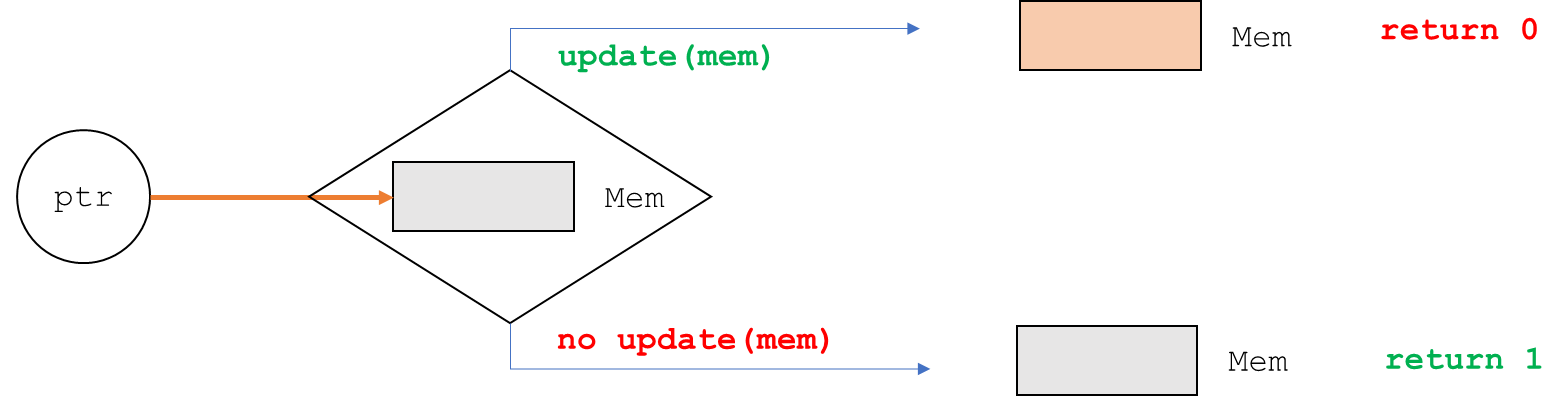 update(mem)
Mem
return 0
ptr
Mem
no update(mem)
Mem
return 1